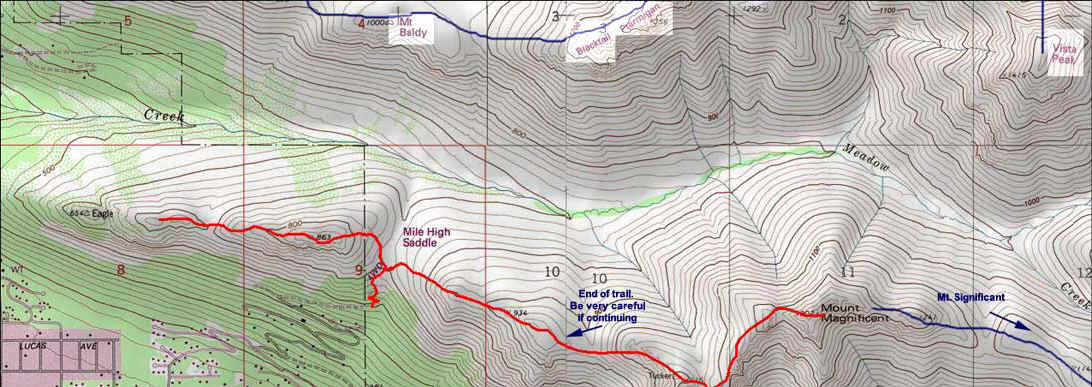 5
4
1000
Mt
Baldy
3
Blacktail
Ptarmigan
1292
1100
2
Vista
Peak
1415
Creek
800
800
Meadow
500
1000
654
Eagle
800
863
Mile High
Saddle
8
9
10
10
11
12
1100
WT
End of trail.
Be very careful
if continuing
934
Mt. Significant
Creek
Mount
Magnificent
1247
LUCAS AVE
Tucker